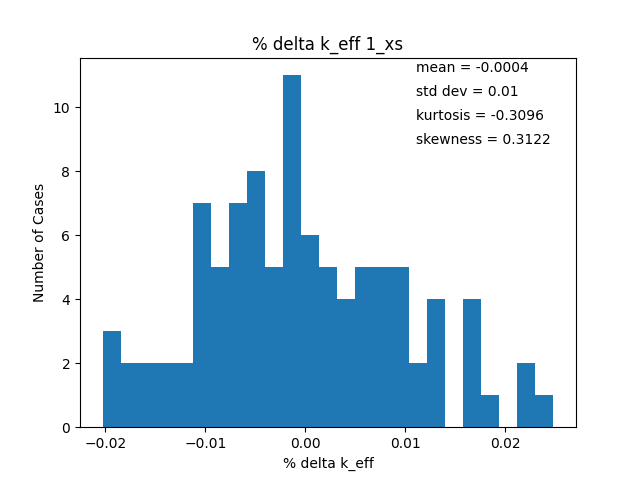 % delta k_eff 1_xs
mean = -0.0004
std dev = 0.01
kurtosis = -0.3096
skewness = 0.3122
10
8
6
4
2
0
Number of Cases
−0.02
−0.01
0.00
0.01
0.02
% delta k_eff